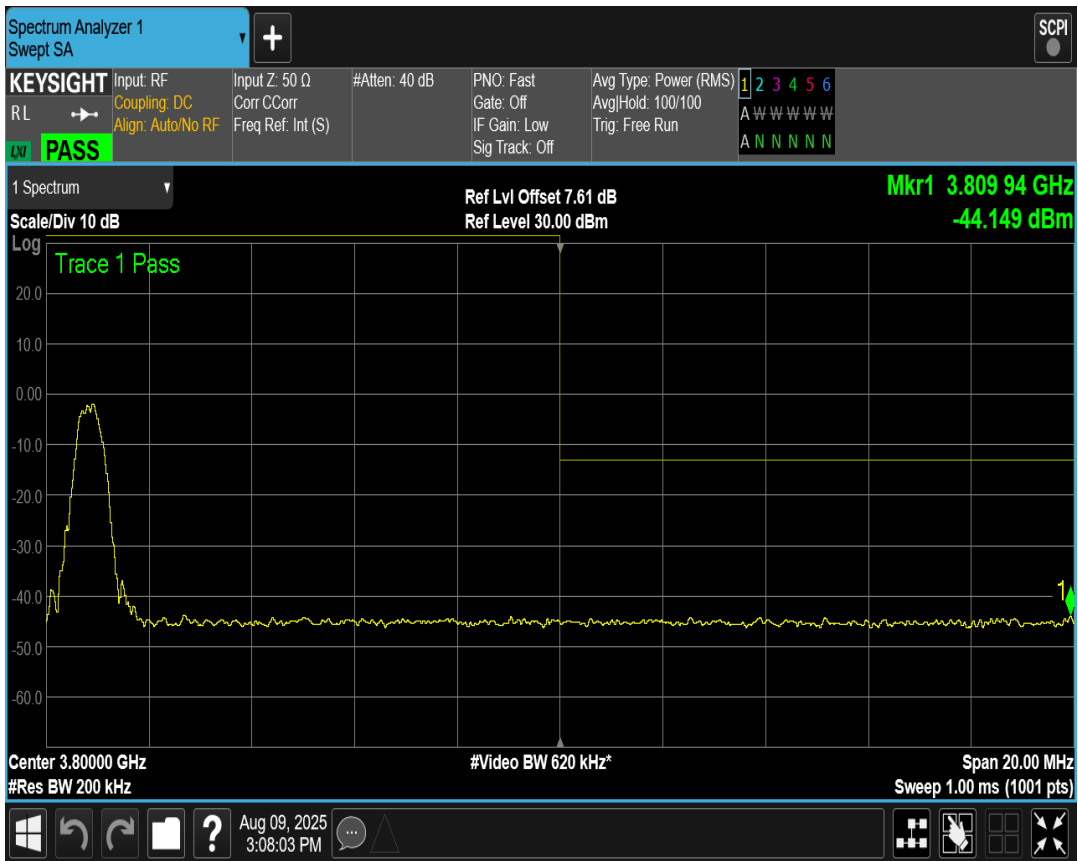 Spectrum Analyzer 1
Swept SA
+
SCPI
KEYSIGHT
RL
LXI PASS
Input: RF
Coupling: DC
Align: Auto/No RF
Input Z: 50 Ω
Corr CCorr
Freq Ref: Int (S)
#Atten: 40 dB
PNO: Fast
Gate: Off
IF Gain: Low
Sig Track: Off
Avg Type: Power (RMS)
Avg|Hold: 100/100
Trig: Free Run
1 2 3 4 5 6
A W W W W W
A N N N N N
1 Spectrum
Scale/Div 10 dB
Ref Lvl Offset 7.61 dB
Ref Level 30.00 dBm
Mkr1 3.809 94 GHz
-44.149 dBm
Log
Trace 1 Pass
20.0
10.0
0.00
-10.0
-20.0
-30.0
-40.0
1
-50.0
-60.0
Center 3.80000 GHz
#Video BW 620 kHz*
Span 20.00 MHz
#Res BW 200 kHz
Sweep 1.00 ms (1001 pts)
?
Aug 09, 2025
3:08:03 PM